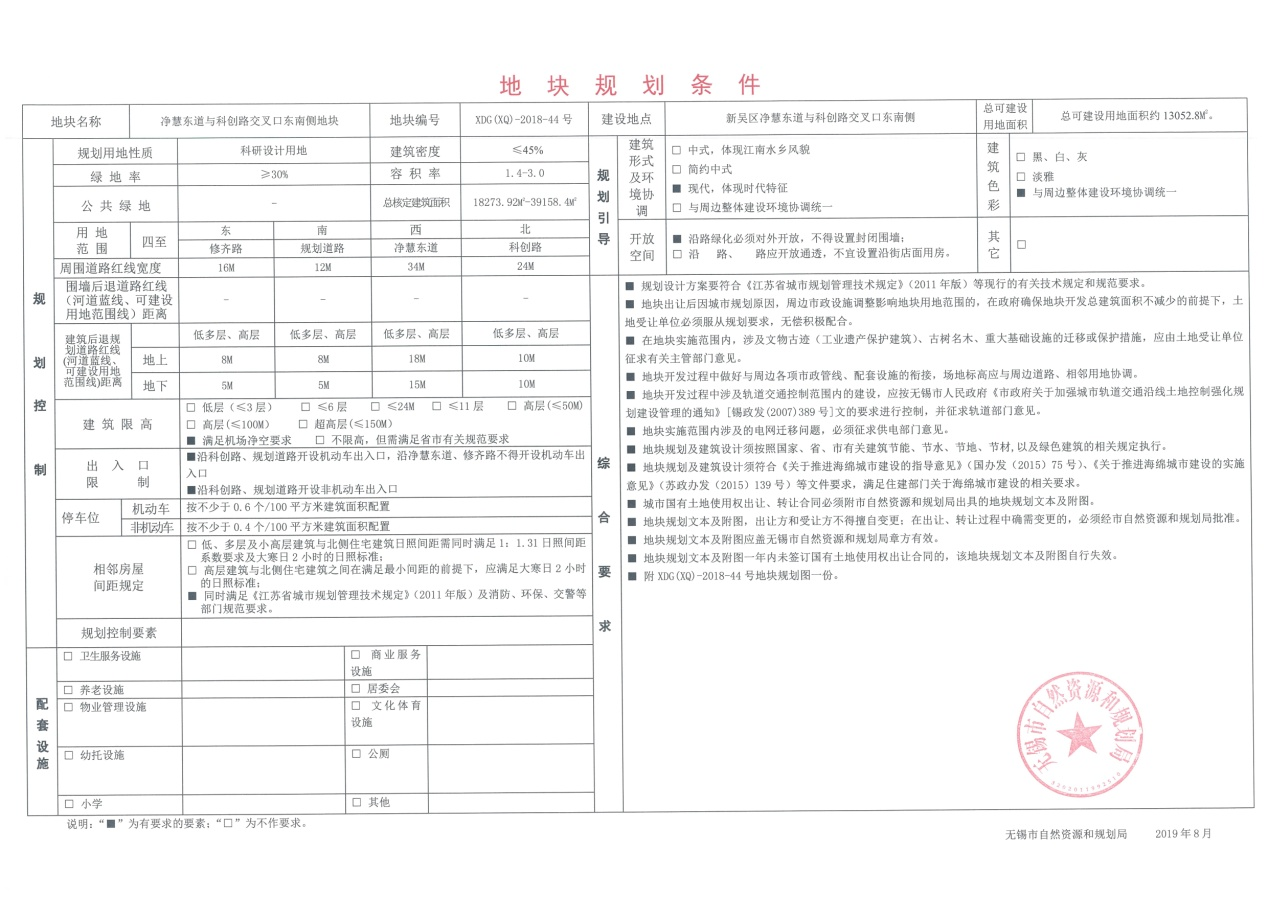 地块规划条件
地块名称 净慧东道与科创路交叉口东南侧地块 地块编号 XDG(XQ)-2018-44号 建设地点 新吴区净慧东道与科创路交叉口东南侧 总可建设用地面积 总可建设用地面积约13052.8㎡。
规划控制
规划用地性质 科研设计用地 建筑密度 ≤45%
绿地率 ≥30% 容积率 1.4-3.0
公共绿地 - 总核定建筑面积 18273.92㎡-39158.4㎡
用地范围 四至 东 南 西 北
修齐路 规划道路 净慧东道 科创路
周围道路红线宽度 16M 12M 34M 24M
围墙后退道路红线
（河道蓝线、可建设
用地范围线）距离 - - - -
建筑后退规
划道路红线
(河道蓝线、
可建设用地
范围线)距离
低多层、高层 低多层、高层 低多层、高层 低多层、高层
地上 8M 8M 18M 10M
地下 5M 5M 15M 10M
建筑限高
□ 低层（≤3层） □ ≤6层 □ ≤24M □ ≤11层 □ 高层(≤50M)
□ 高层(≤100M) □ 超高层(≤150M)
■ 满足机场净空要求 □ 不限高，但需满足省市有关规范要求
出入口
限制
■沿科创路、规划道路开设机动车出入口，沿净慧东道、修齐路不得开设机动车出
入口
■沿科创路、规划道路开设非机动车出入口
停车位 机动车 按不少于0.6个/100平方米建筑面积配置
非机动车 按不少于0.4个/100平方米建筑面积配置
相邻房屋
间距规定
□ 低、多层及小高层建筑与北侧住宅建筑日照间距需同时满足1：1.31日照间距
系数要求及大寒日2小时的日照标准；
□ 高层建筑与北侧住宅建筑之间在满足最小间距的前提下，应满足大寒日2小时
的日照标准；
■ 同时满足《江苏省城市规划管理技术规定》（2011年版）及消防、环保、交警等
部门规范要求。
规划控制要素
配套设施
□ 卫生服务设施 □ 商业服务
设施
□ 养老设施 □ 居委会
□ 物业管理设施 □ 文化体育
设施
□ 幼托设施 □ 公厕
□ 小学 □ 其他
规划引导
建筑
形式
及环
境协
调
□ 中式，体现江南水乡风貌
□ 简约中式
■ 现代，体现时代特征
□ 与周边整体建设环境协调统一
建筑色彩
□ 黑、白、灰
□ 淡雅
■ 与周边整体建设环境协调统一
开放
空间
■ 沿路绿化必须对外开放，不得设置封闭围墙；
□ 沿 路、 路应开放通透，不宜设置沿街店面用房。
其它 □
综合要求
■ 规划设计方案要符合《江苏省城市规划管理技术规定》（2011年版）等现行的有关技术规定和规范要求。
■ 地块出让后因城市规划原因，周边市政设施调整影响地块用地范围的，在政府确保地块开发总建筑面积不减少的前提下，土
地受让单位必须服从规划要求，无偿积极配合。
■ 在地块实施范围内，涉及文物古迹（工业遗产保护建筑）、古树名木、重大基础设施的迁移或保护措施，应由土地受让单位
征求有关主管部门意见。
■ 地块开发过程中做好与周边各项市政管线、配套设施的衔接，场地标高应与周边道路、相邻用地协调。
■ 地块开发过程中涉及轨道交通控制范围内的建设，应按无锡市人民政府《市政府关于加强城市轨道交通沿线土地控制强化规
划建设管理的通知》[锡政发(2007)389号]文的要求进行控制，并征求轨道部门意见。
■ 地块实施范围内涉及的电网迁移问题，必须征求供电部门意见。
■ 地块规划及建筑设计须按照国家、省、市有关建筑节能、节水、节地、节材,以及绿色建筑的相关规定执行。
■ 地块规划及建筑设计须符合《关于推进海绵城市建设的指导意见》（国办发（2015）75号）、《关于推进海绵城市建设的实施
意见》（苏政办发（2015）139号）等文件要求，满足住建部门关于海绵城市建设的相关要求。
■ 城市国有土地使用权出让、转让合同必须附市自然资源和规划局出具的地块规划文本及附图。
■ 地块规划文本及附图，出让方和受让方不得擅自变更；在出让、转让过程中确需变更的，必须经市自然资源和规划局批准。
■ 地块规划文本及附图应盖无锡市自然资源和规划局章方有效。
■ 地块规划文本及附图一年内未签订国有土地使用权出让合同的，该地块规划文本及附图自行失效。
■ 附XDG(XQ)-2018-44号地块规划图一份。
无锡市自然资源和规划局
说明：“■”为有要求的要素；“□”为不作要求。
无锡市自然资源和规划局 2019年8月